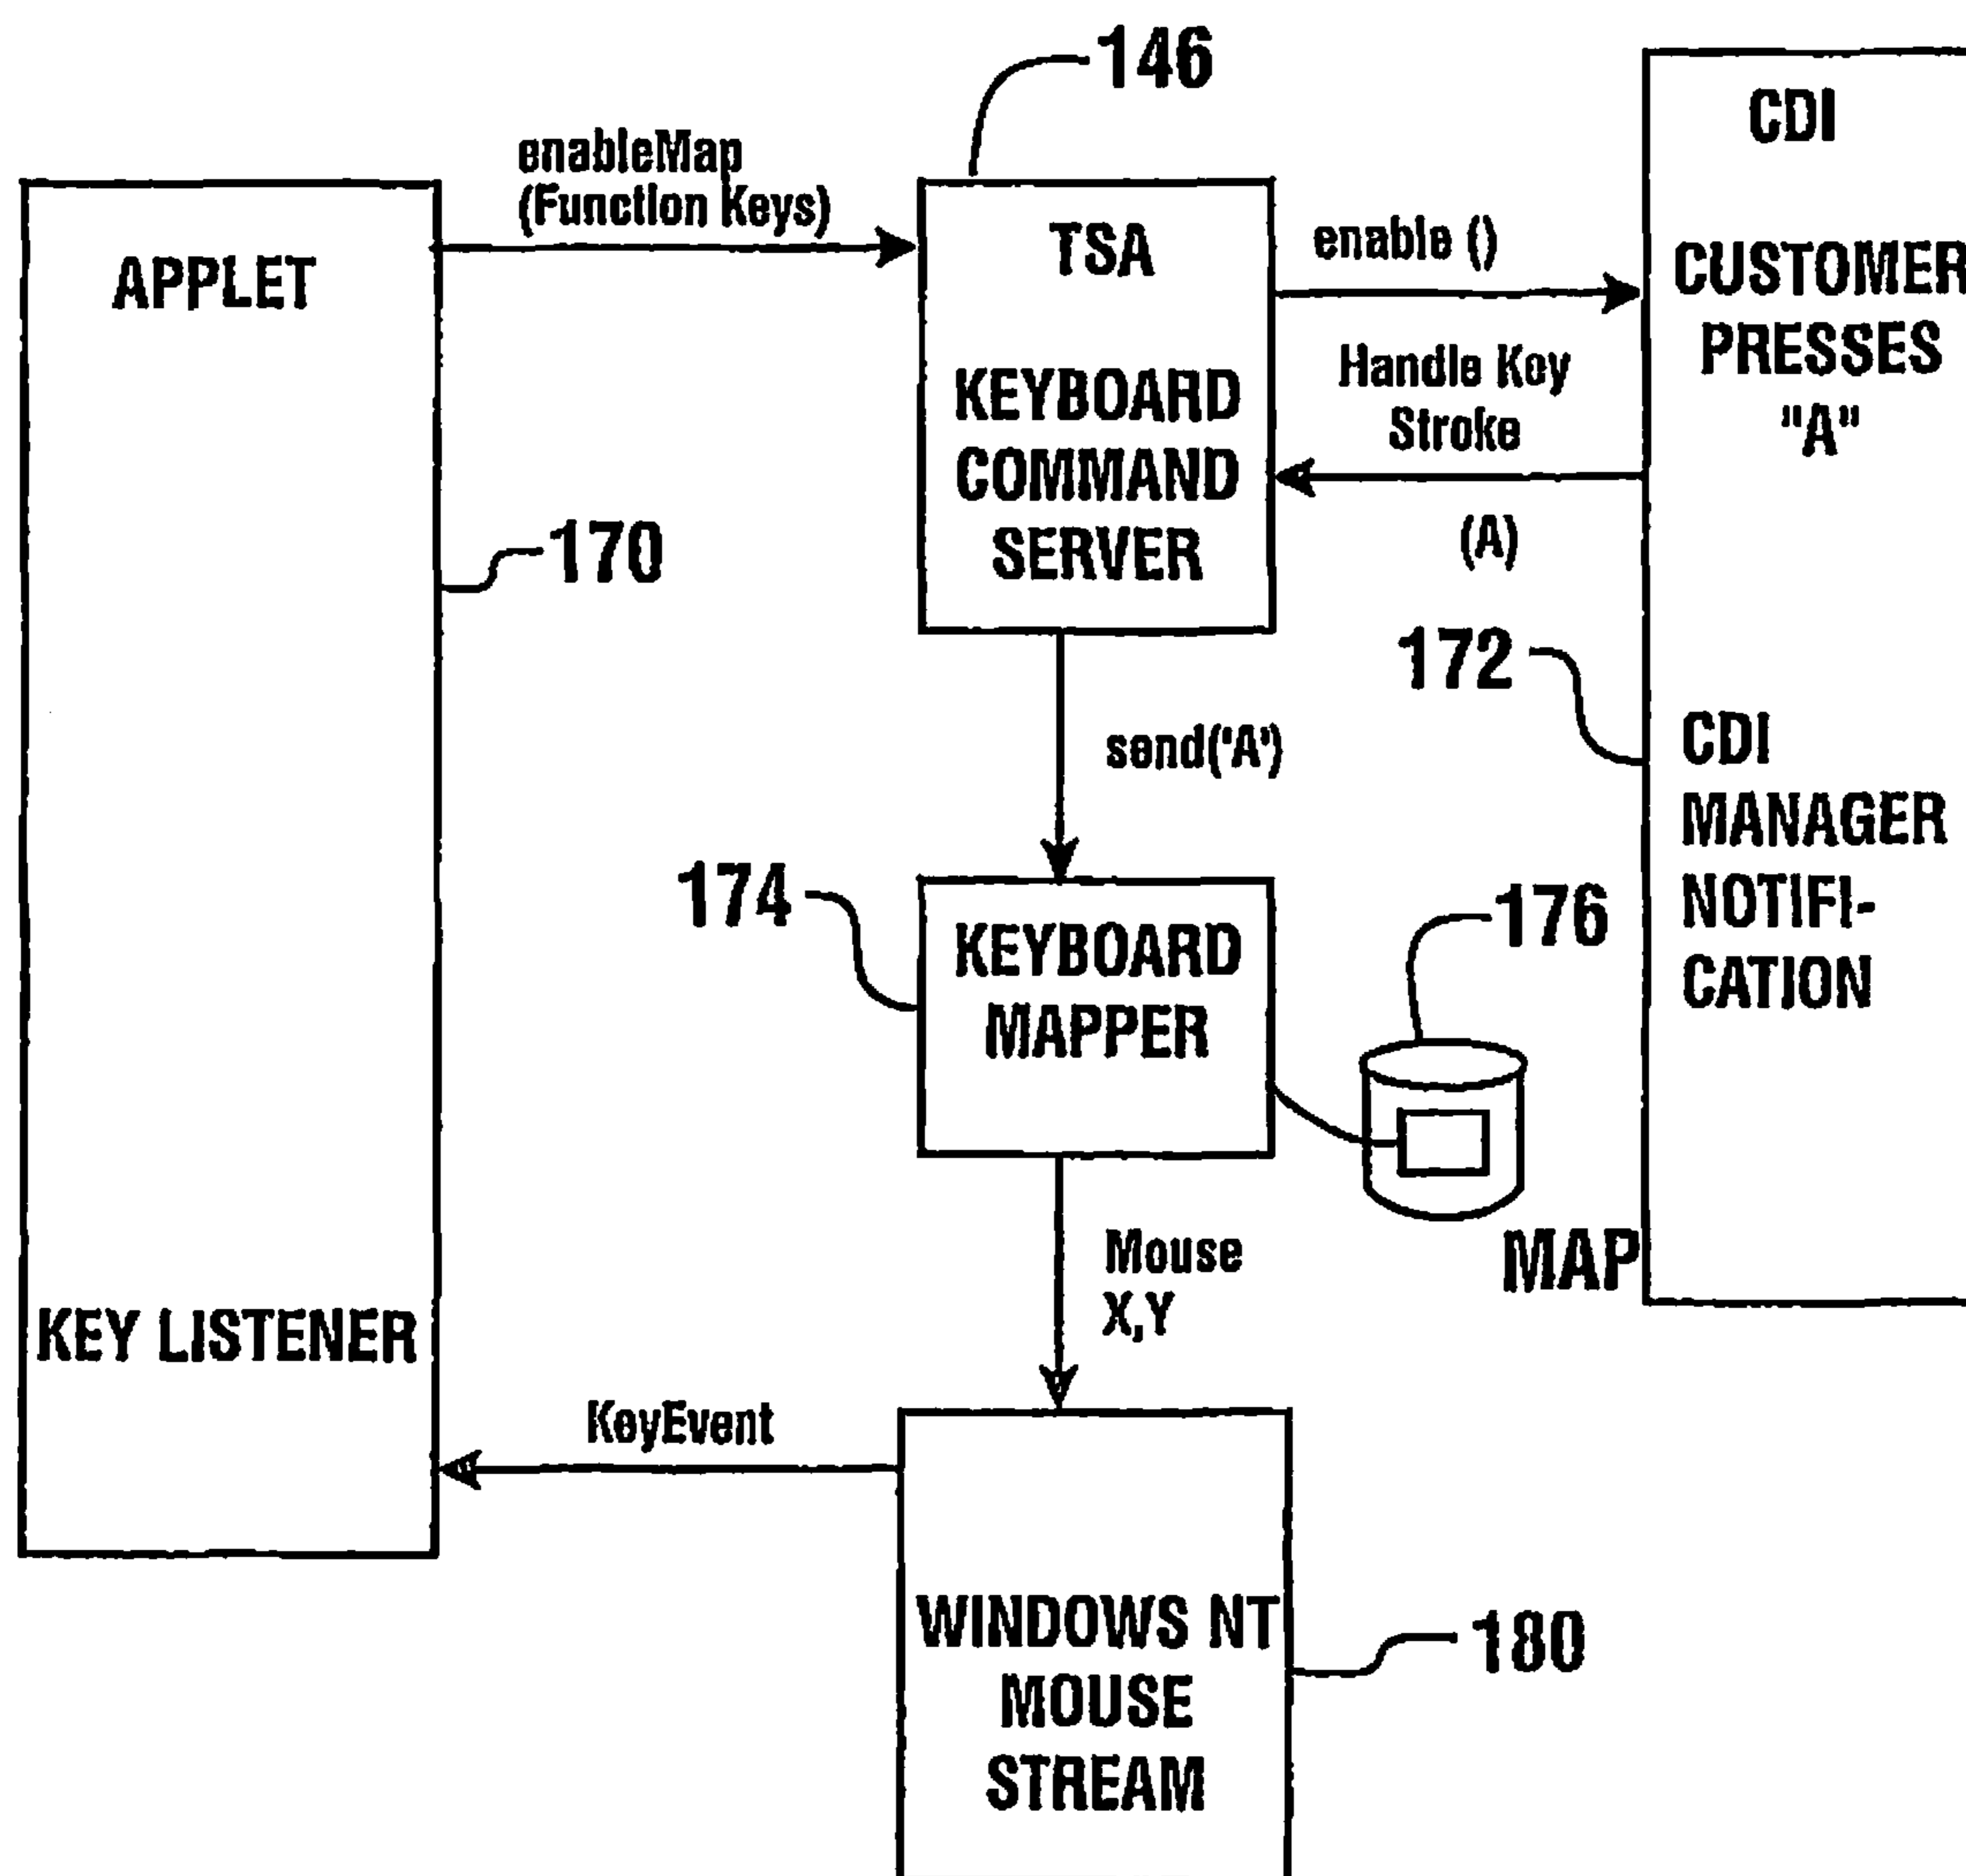 146
CDI
enableMap
(Function Keys)
APPLET
TSA
enable ()
CUSTOMER
PRESSES
"A"
KEYBOARD
COMMAND
SERVER
Handle Key
Stroke
(A)
170
172
send('A')
CDI
MANAGER
NOTIFI-
CATION
174
KEYBOARD
MAPPER
176
MAP
Mouse
X,Y
KEY LISTENER
KeyEvent
WINDOWS NT
MOUSE
STREAM
180